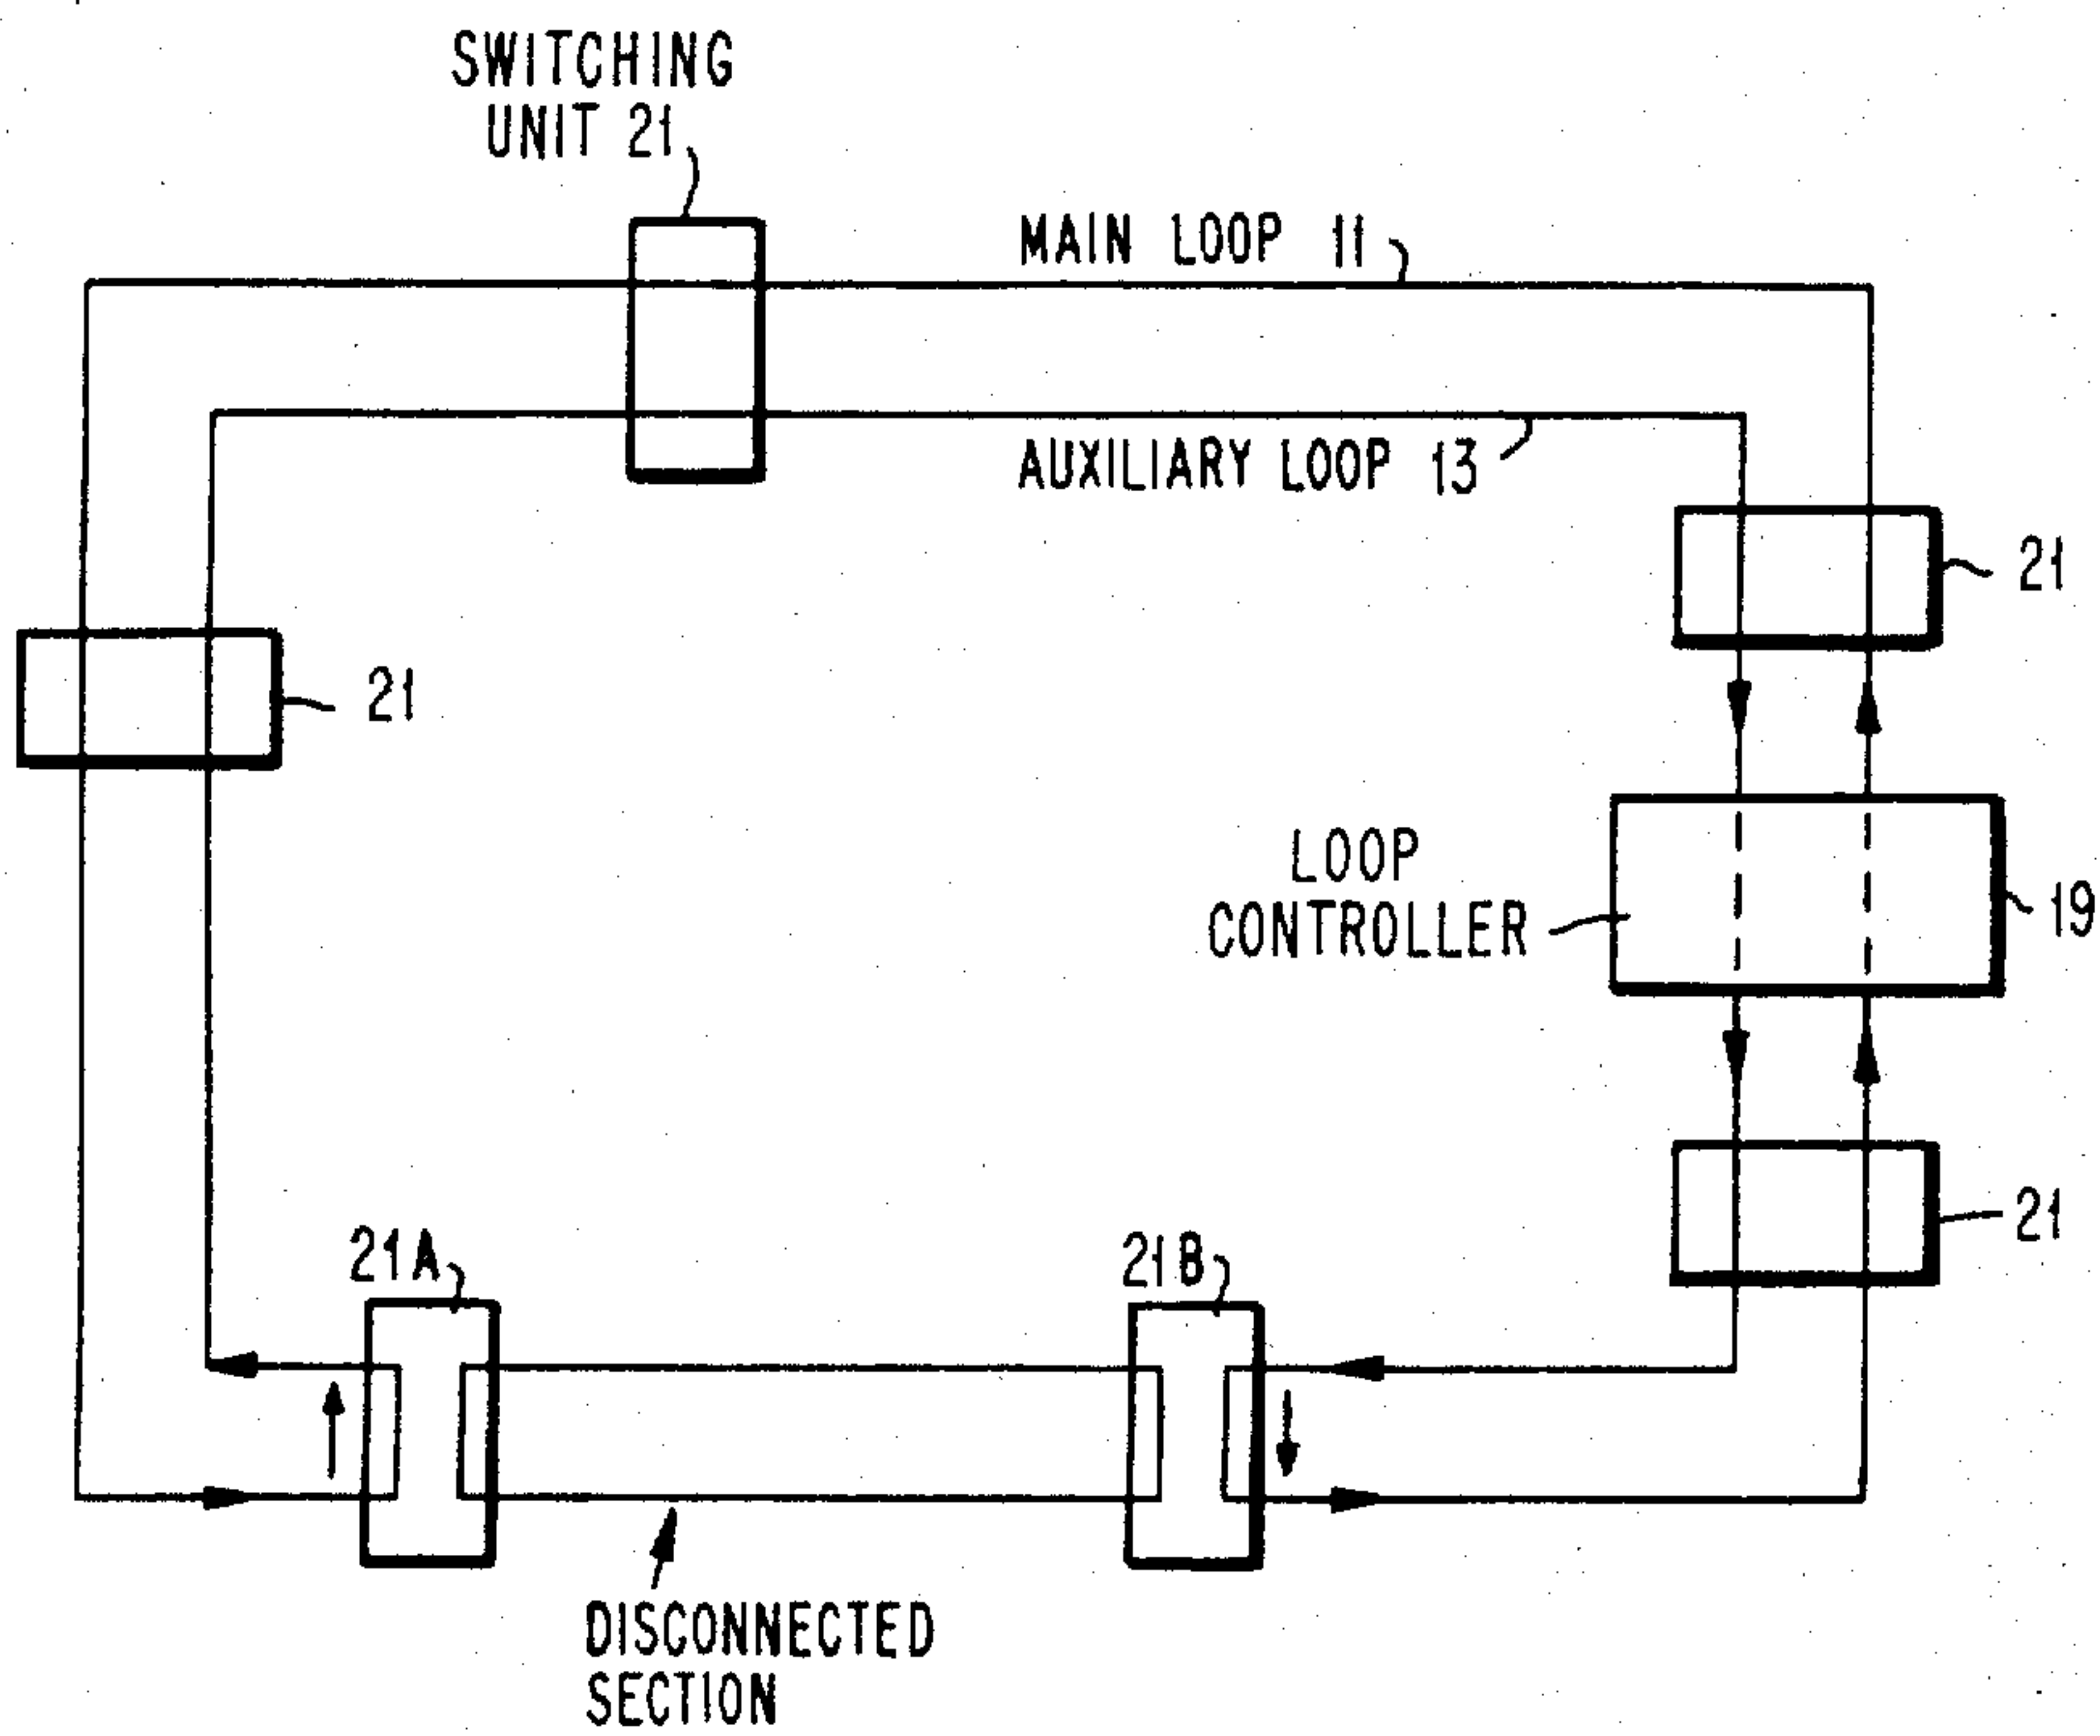 SWITCHING
UNIT 21
MAIN LOOP 11
AUXILIARY LOOP 13
21
21
LOOP
CONTROLLER
19
21
21A
21B
DISCONNECTED
SECTION